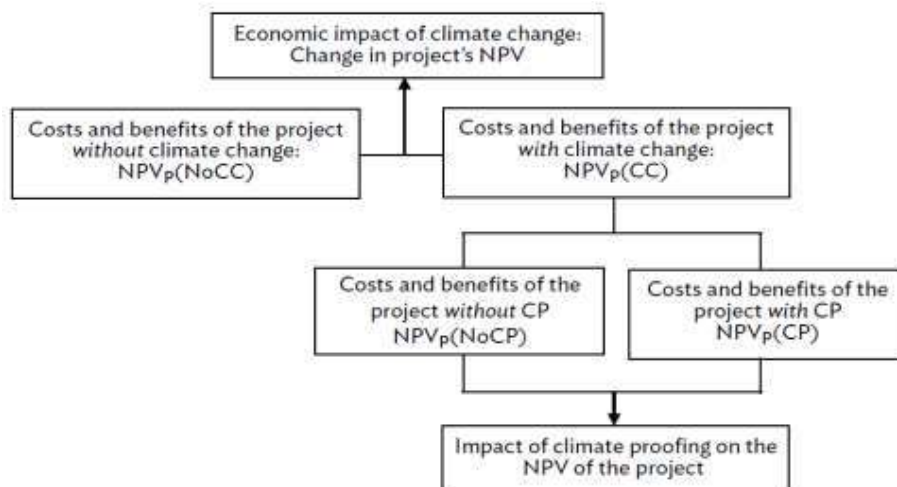 Economic impact of climate change:
Change in project's NPV
Costs and benefits of the project
without climate change:
NPVp(NoCC)
Costs and benefits of the project
with climate change:
NPVp(CC)
Costs and benefits of the
project without CP
NPVp(NoCP)
Costs and benefits of the
project with CP
NPVp(CP)
Impact of climate proofing on the
NPV of the project